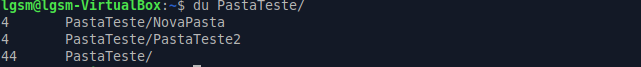 lgsm@lgsm-VirtualBox:~$ du PastaTeste/
4 PastaTeste/NovaPasta
4 PastaTeste/PastaTeste2
44 PastaTeste/